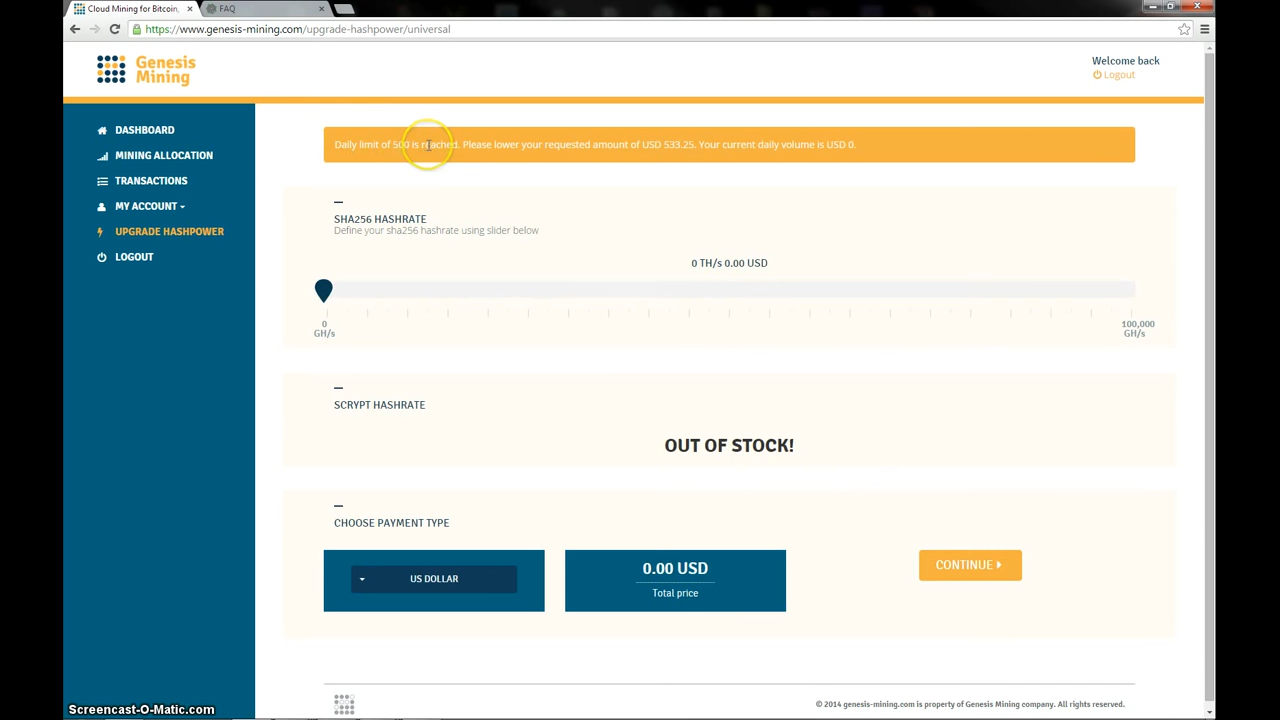 Cloud Mining for Bitcoin,
FAQ
https://www.genesis-mining.com/upgrade-hashpower/universal
Genesis
Mining
Welcome back
Logout
DASHBOARD
MINING ALLOCATION
TRANSACTIONS
MY ACCOUNT
UPGRADE HASHPOWER
LOGOUT
Daily limit of 500 is reached. Please lower your requested amount of USD 533.25. Your current daily volume is USD 0.
SHA256 HASHRATE
Define your sha256 hashrate using slider below
0 TH/s 0.00 USD
0
GH/s
100,000
GH/s
SCRYPT HASHRATE
OUT OF STOCK!
CHOOSE PAYMENT TYPE
US DOLLAR
0.00 USD
Total price
CONTINUE
© 2014 genesis-mining.com is property of Genesis Mining company. All rights reserved.
Screencast-O-Matic.com